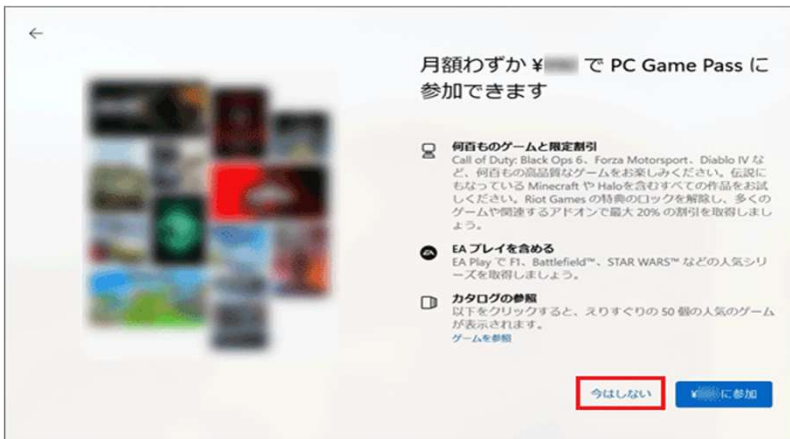 月額わずか ¥ で PC Game Pass に
参加できます
何百ものゲームと限定割引
Call of Duty: Black Ops 6、Forza Motorsport、Diablo IV な
ど、何百もの高品質なゲームをお楽しみください。伝説に
もなっている Minecraft や Haloを含むすべての作品をお試
しください。Riot Games の特典のロックを解除し、多くの
ゲームや関連するアドオンで最大 20% の割引を取得しまし
ょう。
EA プレイを含める
EA Play で F1、Battlefield™、STAR WARS™ などの人気シリ
ーズを取得しましょう。
カタログの参照
以下をクリックすると、えりすぐりの 50 個の人気のゲーム
が表示されます。
ゲームを参照
今はしない
¥ に参加